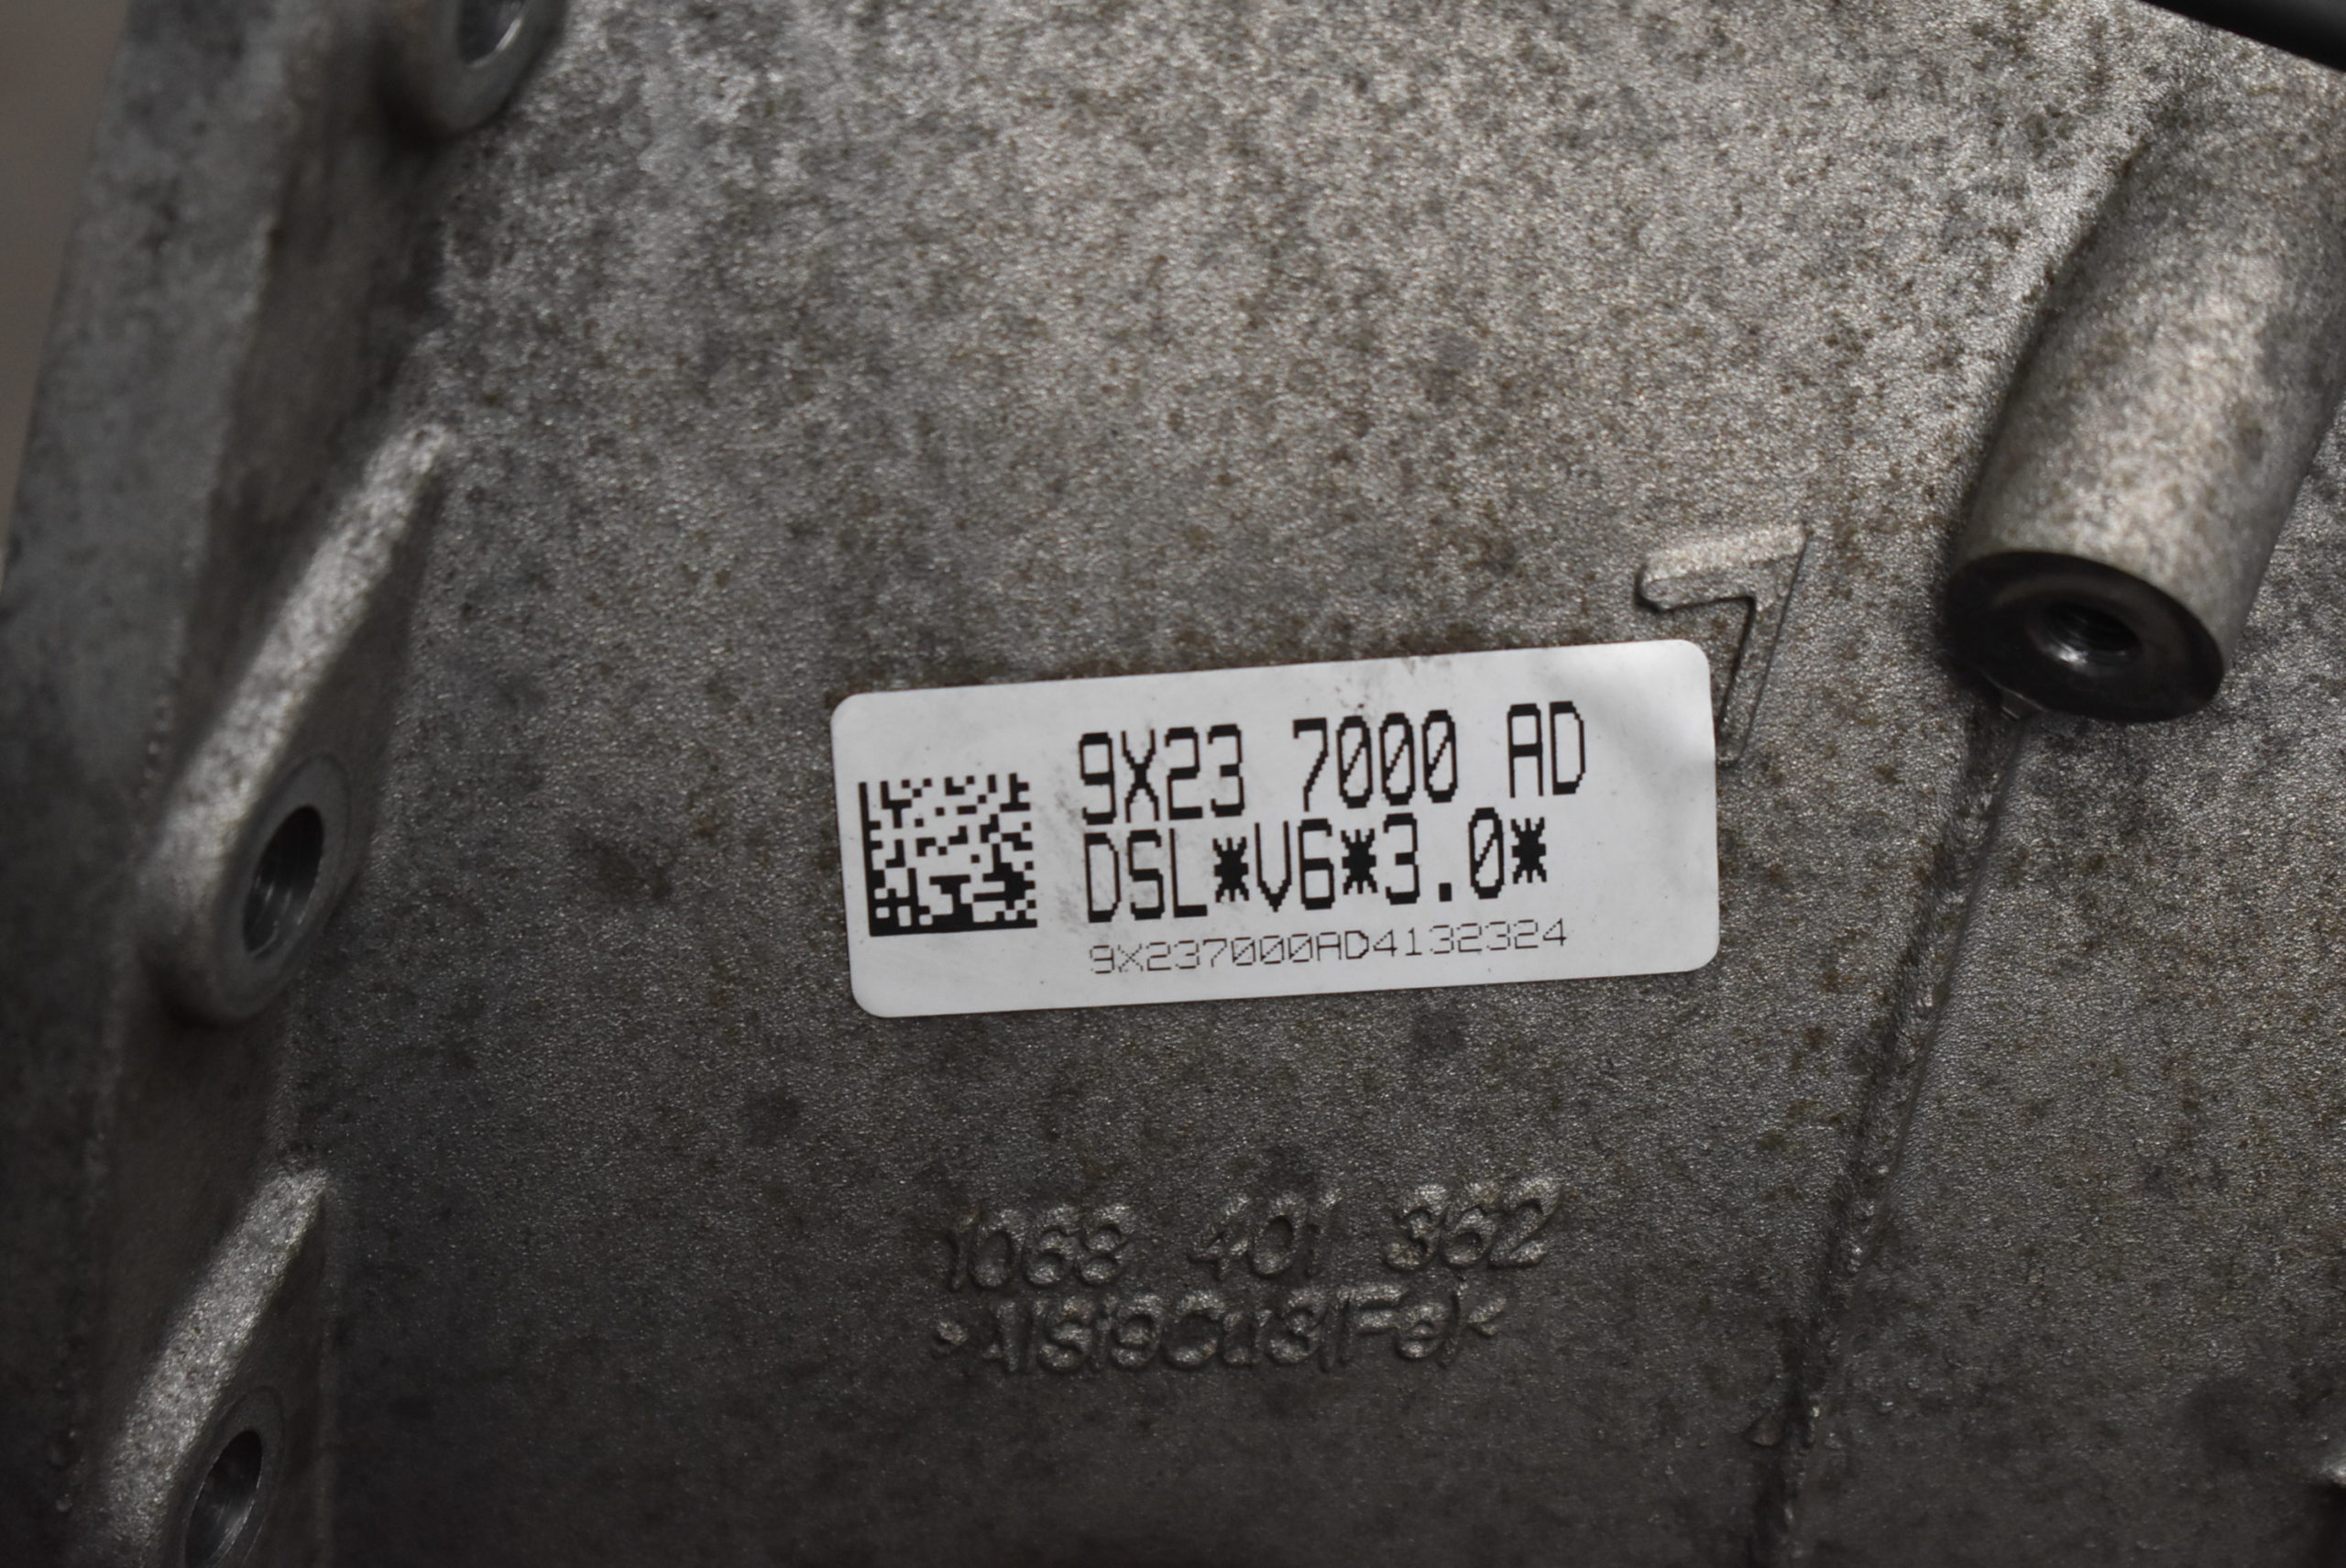 7
9X23 7000 AD
DSL*V6*3.0*
9X237000AD4132324
1068 401 362
>AlSi9Cu3(Fe)<